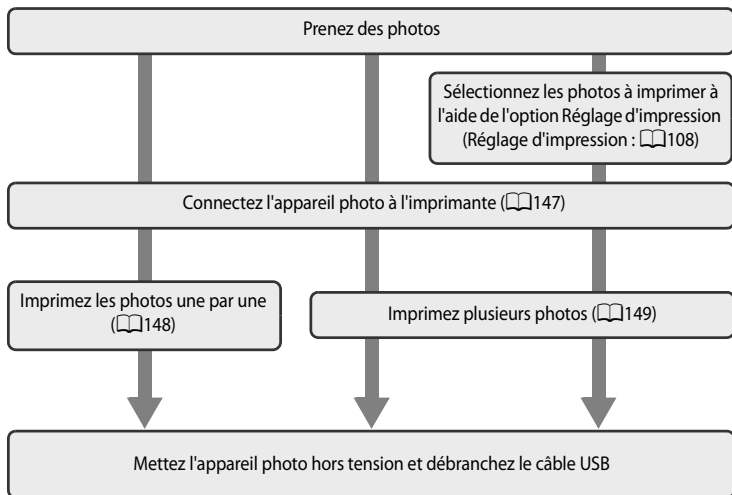 Prenez des photos
Sélectionnez les photos à imprimer à
l'aide de l'option Réglage d'impression
(Réglage d'impression : 108)
Connectez l'appareil photo à l'imprimante (147)
Imprimez les photos une par une
(148)
Imprimez plusieurs photos (149)
Mettez l'appareil photo hors tension et débranchez le câble USB